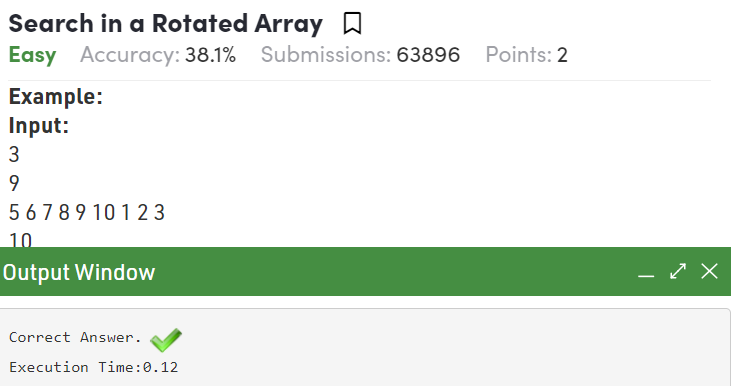 Search in a Rotated Array
Easy Accuracy: 38.1% Submissions: 63896 Points: 2
Example:
Input:
3
9
5 6 7 8 9 10 1 2 3
10
Output Window
Correct Answer.
Execution Time:0.12